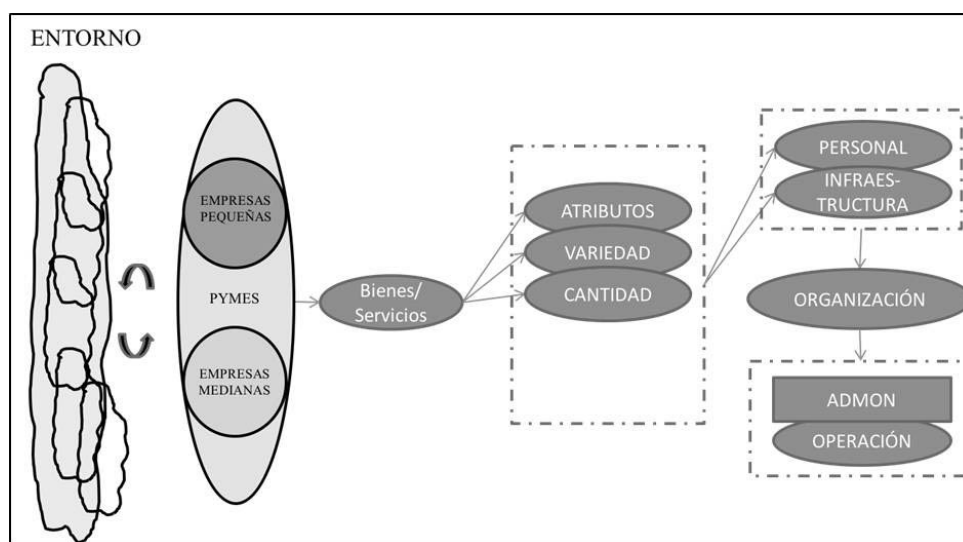 ENTORNO
EMPRESAS
PEQUEÑAS
PYMES
EMPRESAS
MEDIANAS
Bienes/
Servicios
ATRIBUTOS
VARIEDAD
CANTIDAD
PERSONAL
INFRAES-
TRUCTURA
ORGANIZACIÓN
ADMON
OPERACIÓN